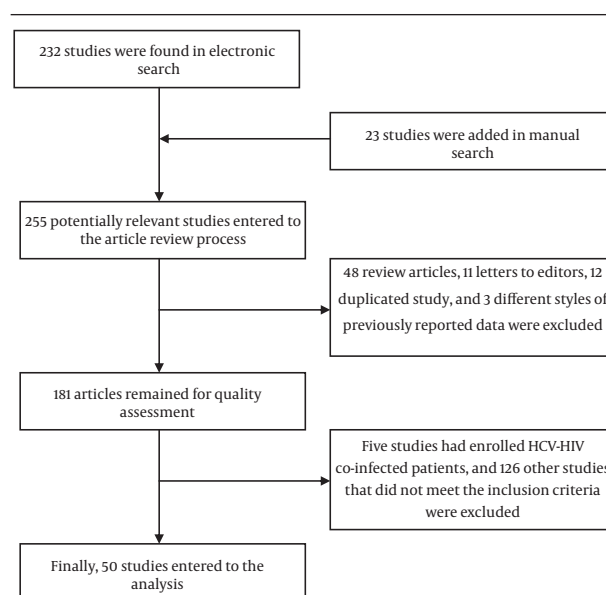 232 studies were found in electronic
search
23 studies were added in manual
search
255 potentially relevant studies entered to
the article review process
48 review articles, 11 letters to editors, 12
duplicated study, and 3 different styles of
previously reported data were excluded
181 articles remained for quality
assessment
Five studies had enrolled HCV-HIV
co-infected patients, and 126 other studies
that did not meet the inclusion criteria
were excluded
Finally, 50 studies entered to the
analysis